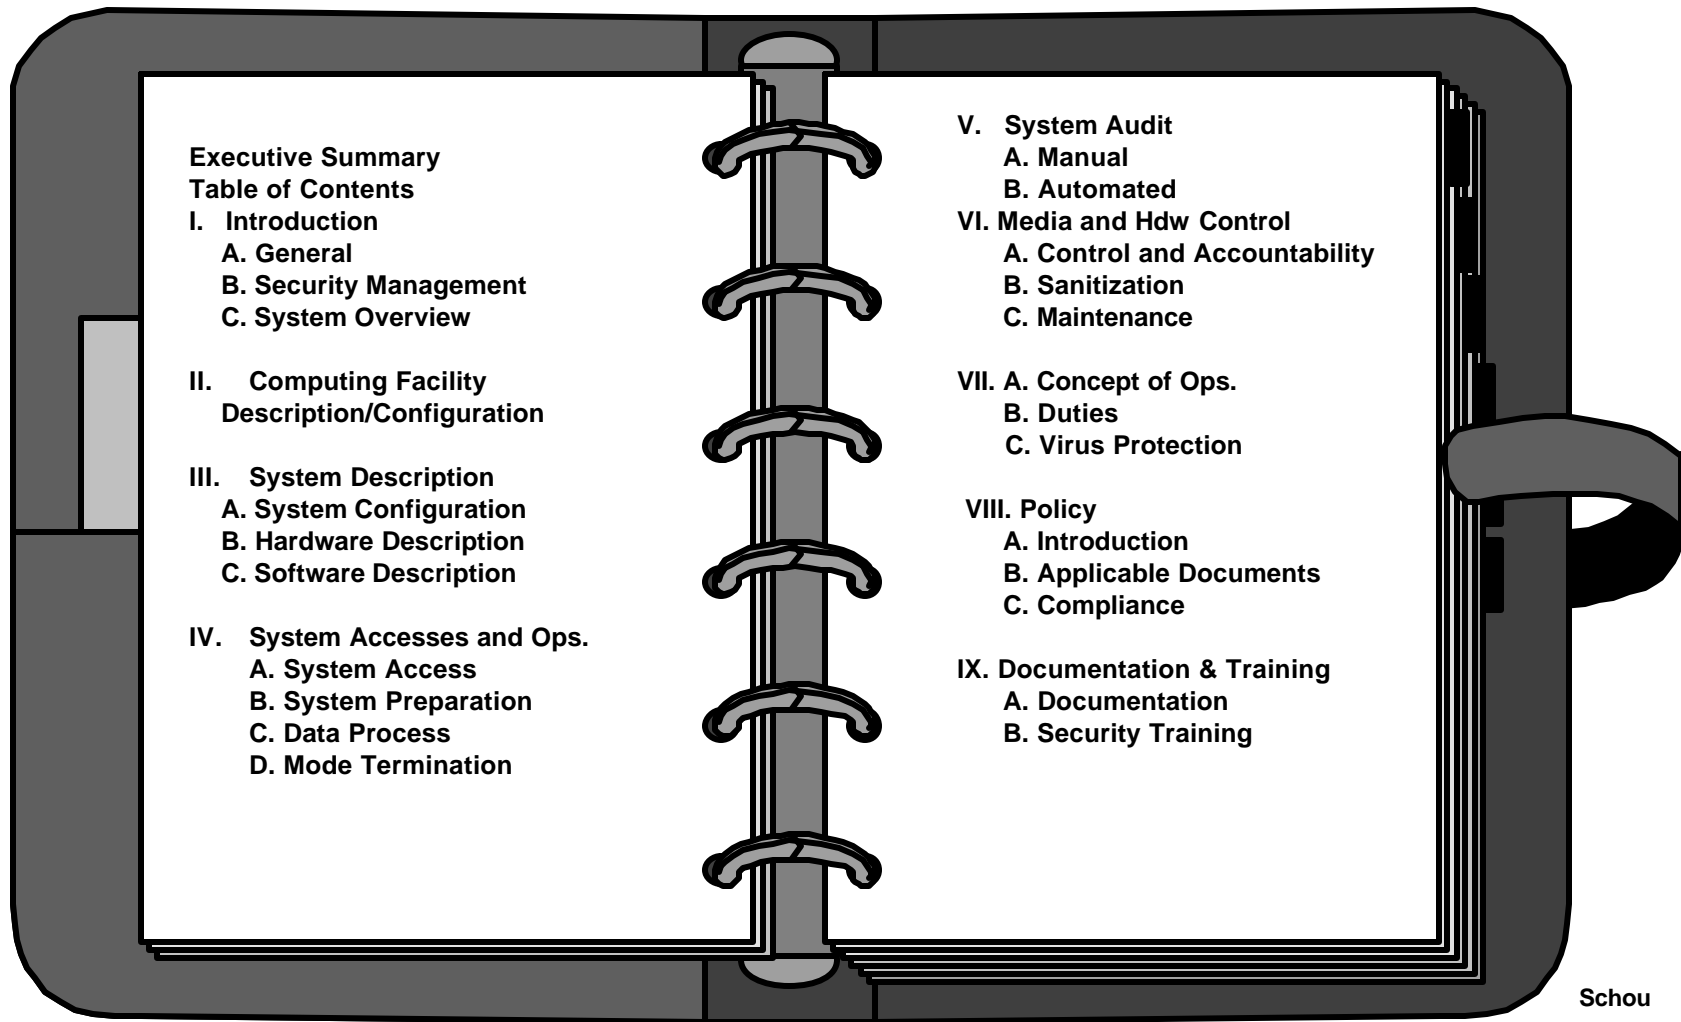 Executive Summary
Table of Contents
I. Introduction
A. General
B. Security Management
C. System Overview
II. Computing Facility
Description/Configuration
III. System Description
A. System Configuration
B. Hardware Description
C. Software Description
IV. System Accesses and Ops.
A. System Access
B. System Preparation
C. Data Process
D. Mode Termination
V. System Audit
A. Manual
B. Automated
VI. Media and Hdw Control
A. Control and Accountability
B. Sanitization
C. Maintenance
VII. A. Concept of Ops.
B. Duties
C. Virus Protection
VIII. Policy
A. Introduction
B. Applicable Documents
C. Compliance
IX. Documentation & Training
A. Documentation
B. Security Training
Schou